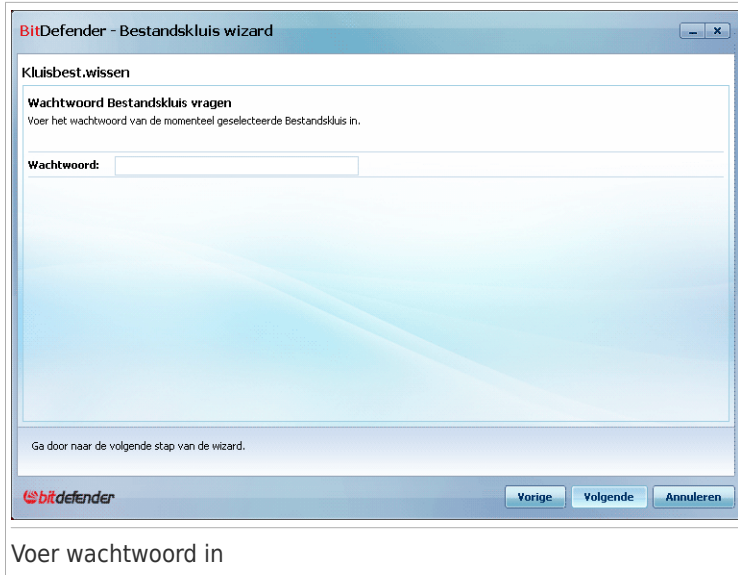 BitDefender - Bestandskluis wizard
Kluisbest.wissen
Wachtwoord Bestandskluis vragen
Voer het wachtwoord van de momenteel geselecteerde Bestandskluis in.
Wachtwoord:
Ga door naar de volgende stap van de wizard.
bitdefender
Vorige
Volgende
Annuleren
Voer wachtwoord in